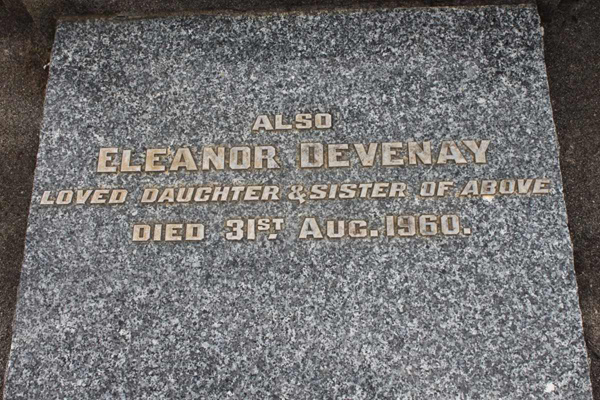 ALSO
ELEANOR DEVENAY
LOVED DAUGHTER & SISTER OF ABOVE
DIED 31ST. AUG. 1960.